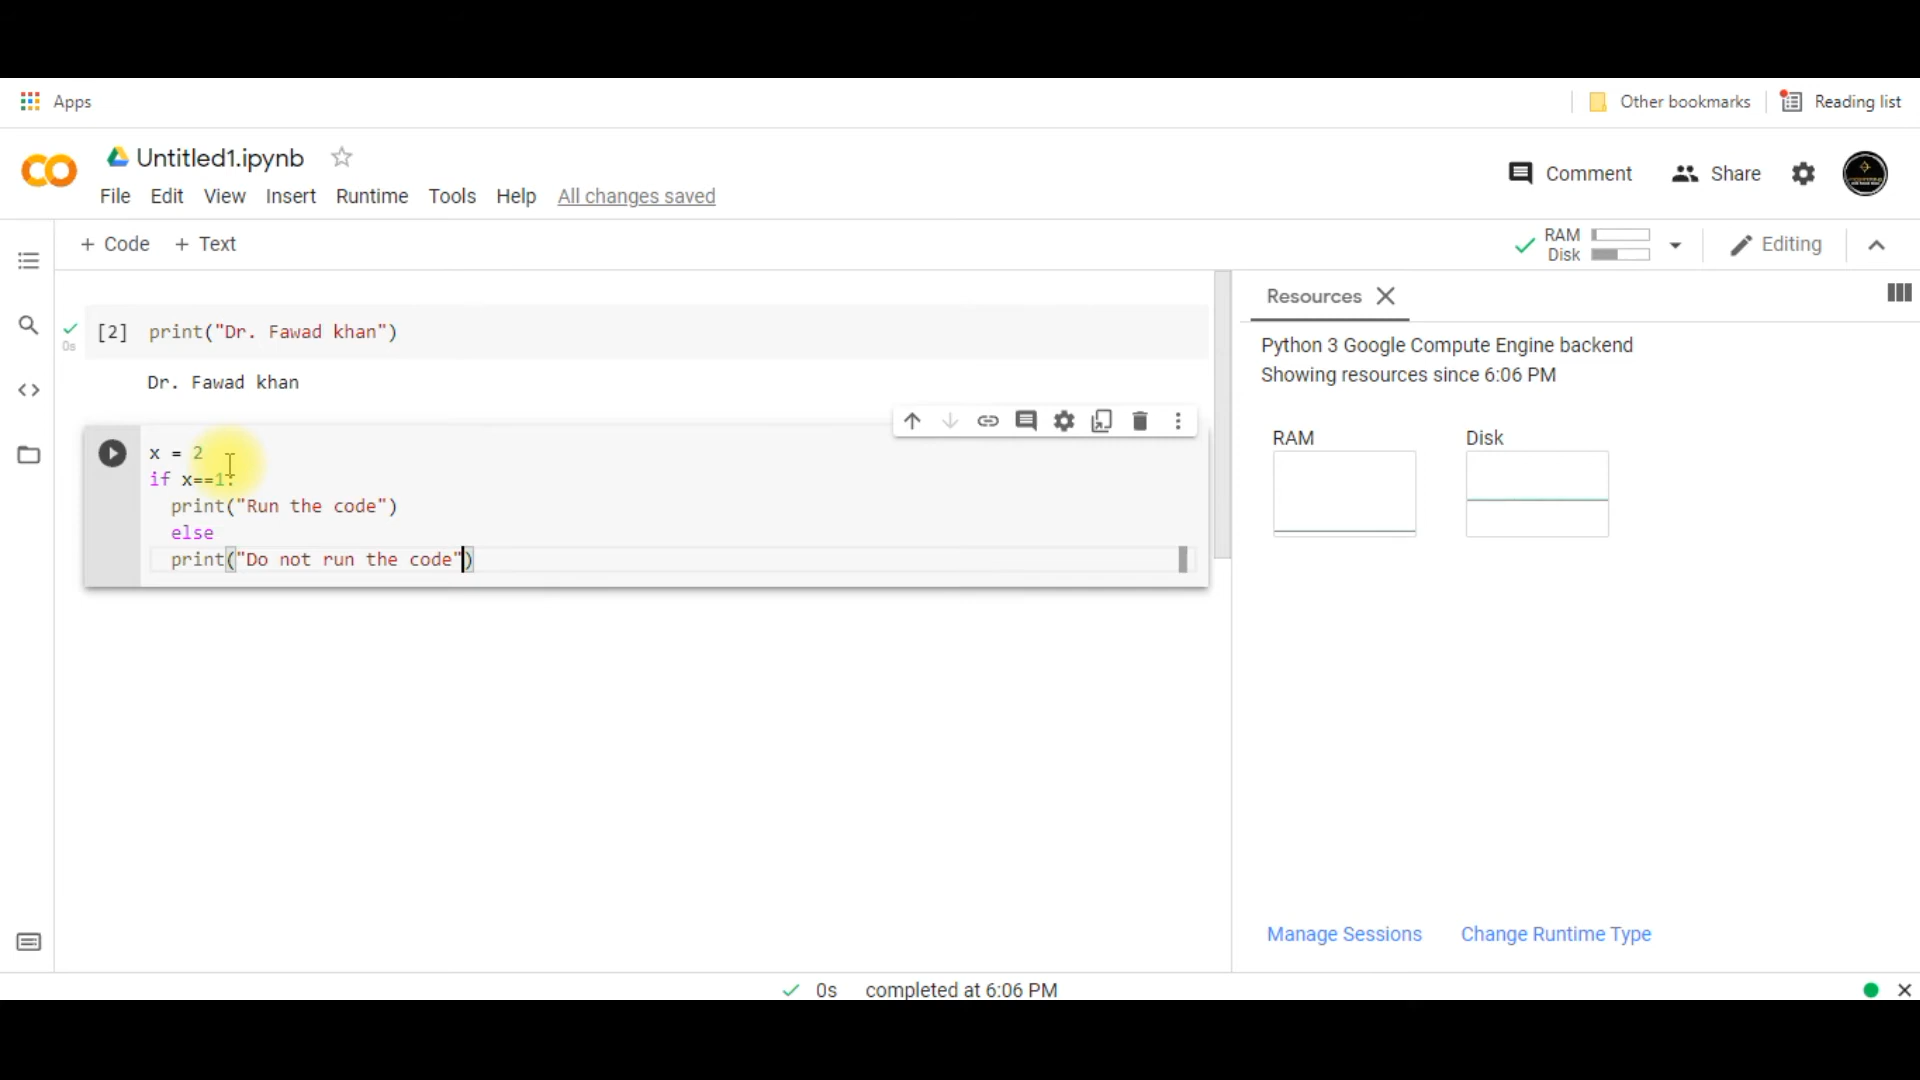 Apps
Other bookmarks
Reading list
Untitled1.ipynb
File Edit View Insert Runtime Tools Help All changes saved
Comment
Share
+ Code + Text
RAM
Disk
Editing
[2] print("Dr. Fawad khan")
0s
Dr. Fawad khan
x = 2
if x==1:
print("Run the code")
else
print("Do not run the code")
Resources
Python 3 Google Compute Engine backend
Showing resources since 6:06 PM
RAM
Disk
Manage Sessions
Change Runtime Type
0s completed at 6:06 PM